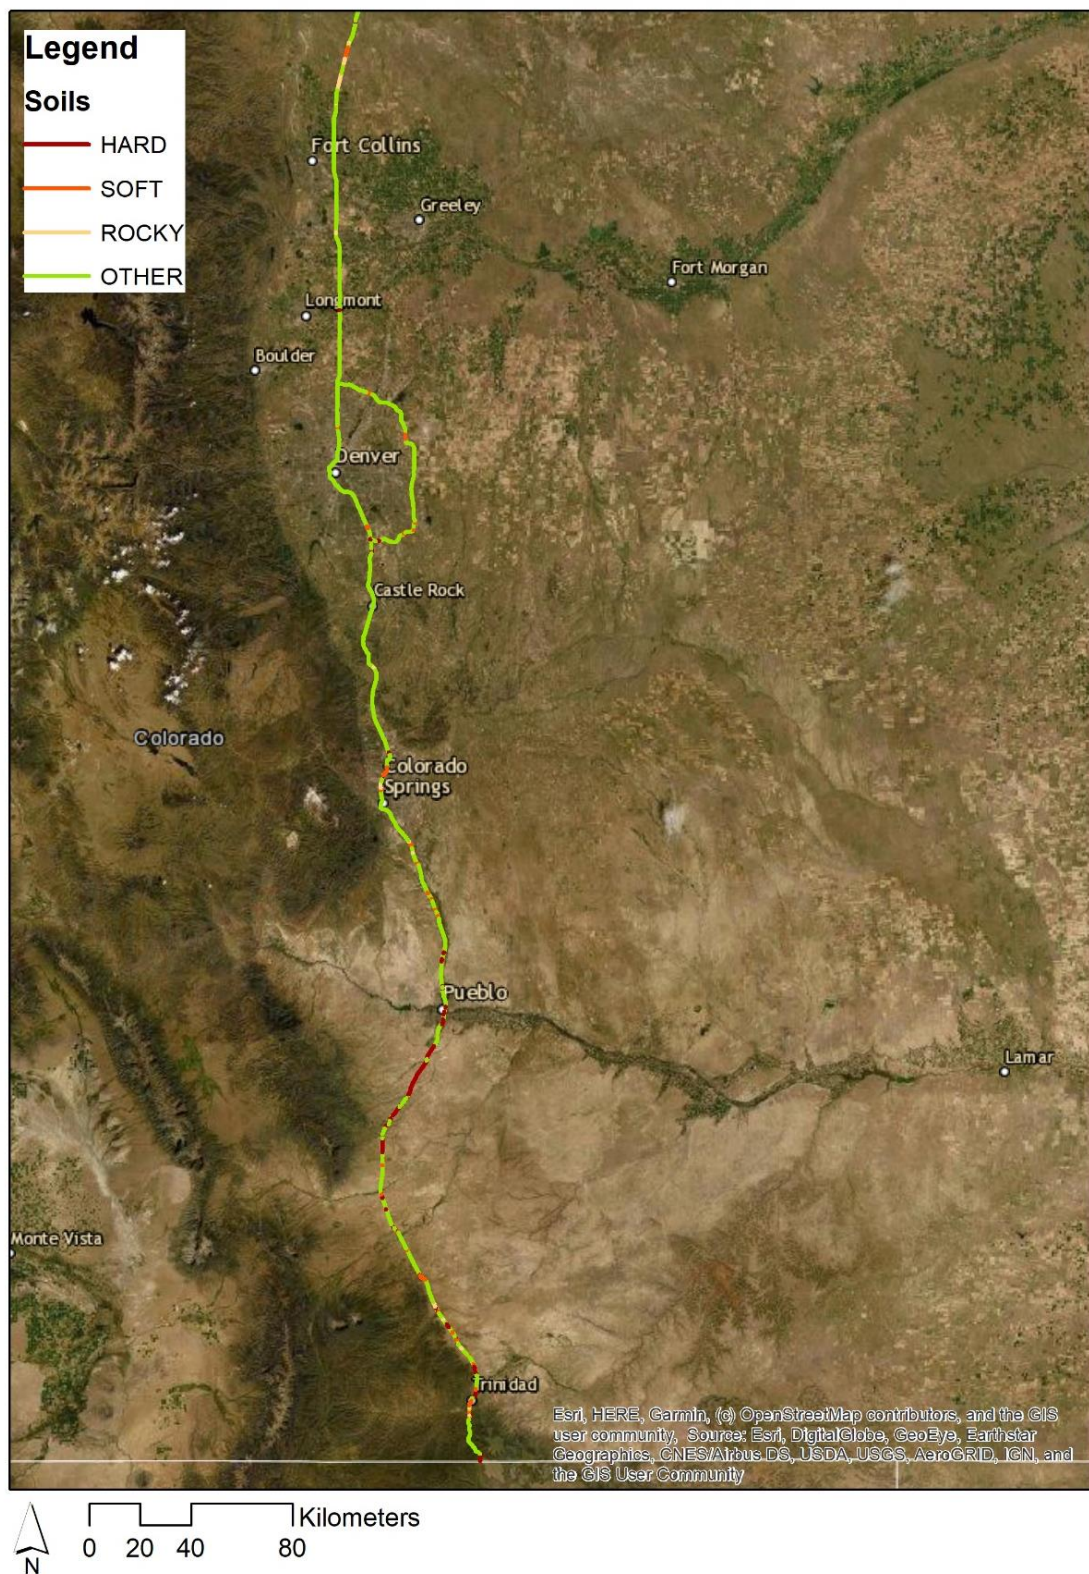 Legend
Soils
HARD
SOFT
ROCKY
OTHER
Fort Collins
Greeley
Fort Morgan
Longmont
Boulder
Denver
Castle Rock
Colorado
Colorado
Springs
Pueblo
Lamar
Monte Vista
Trinidad
Esri, HERE, Garmin, (c) OpenStreetMap contributors, and the GIS
user community, Source: Esri, DigitalGlobe, GeoEye, Earthstar
Geographics, CNES/Airbus DS, USDA, USGS, AeroGRID, IGN, and
the GIS User Community
Kilometers
0 20 40 80
N